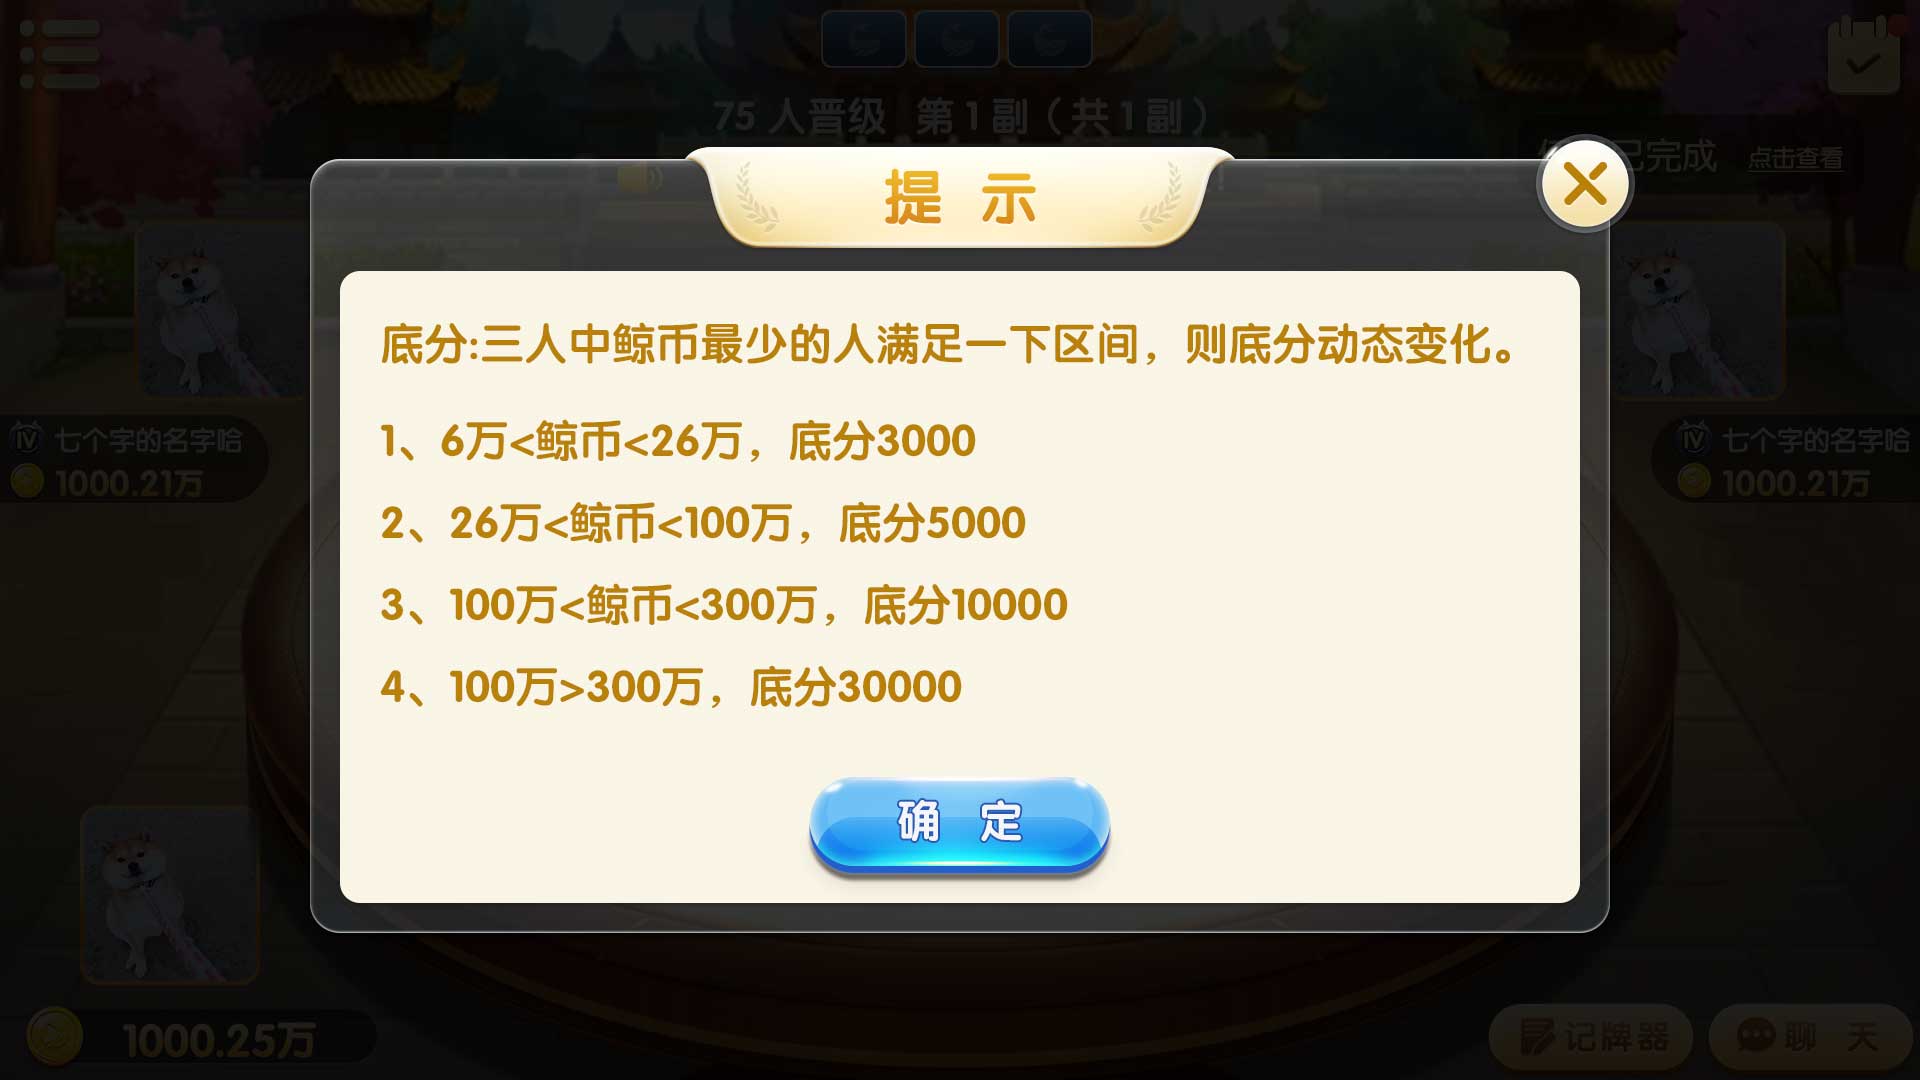 75 人晋级 第 1 副（共 1 副）
已完成 点击查看
提 示
底分:三人中鲸币最少的人满足一下区间，则底分动态变化。
1、6万<鲸币<26万，底分3000
2、26万<鲸币<100万，底分5000
3、100万<鲸币<300万，底分10000
4、100万>300万，底分30000
确 定
IV 七个字的名字哈
1000.21万
IV 七个字的名字哈
1000.21万
1000.25万
记牌器
聊 天